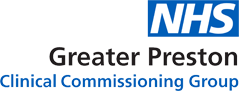 NHS
Greater Preston
Clinical Commissioning Group